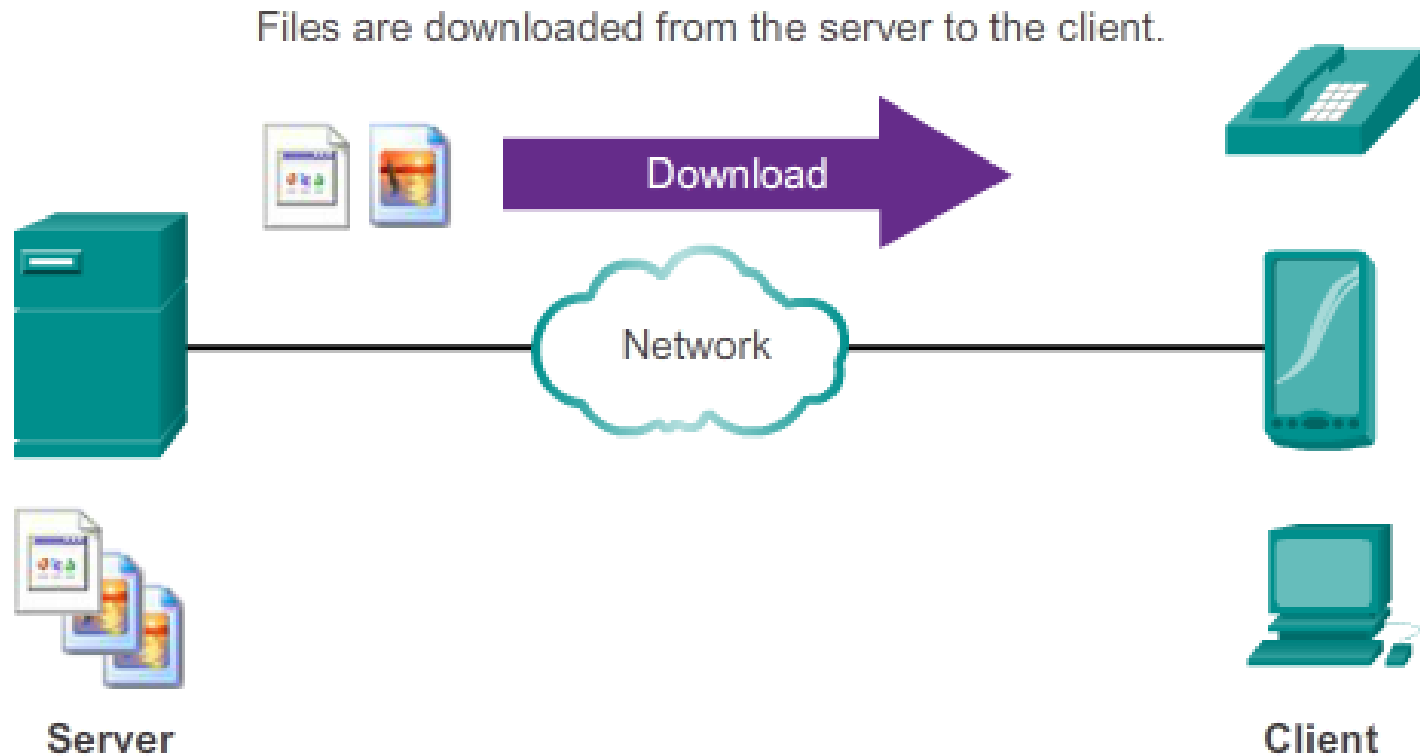 Files are downloaded from the server to the client.
Download
Network
Server
Client